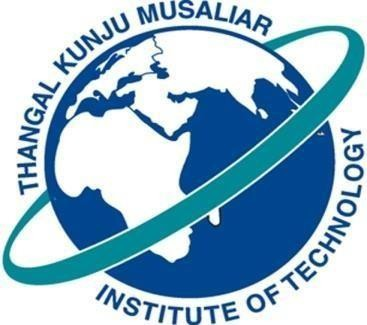 THANGAL KUNJU MUSALIAR
INSTITUTE OF TECHNOLOGY